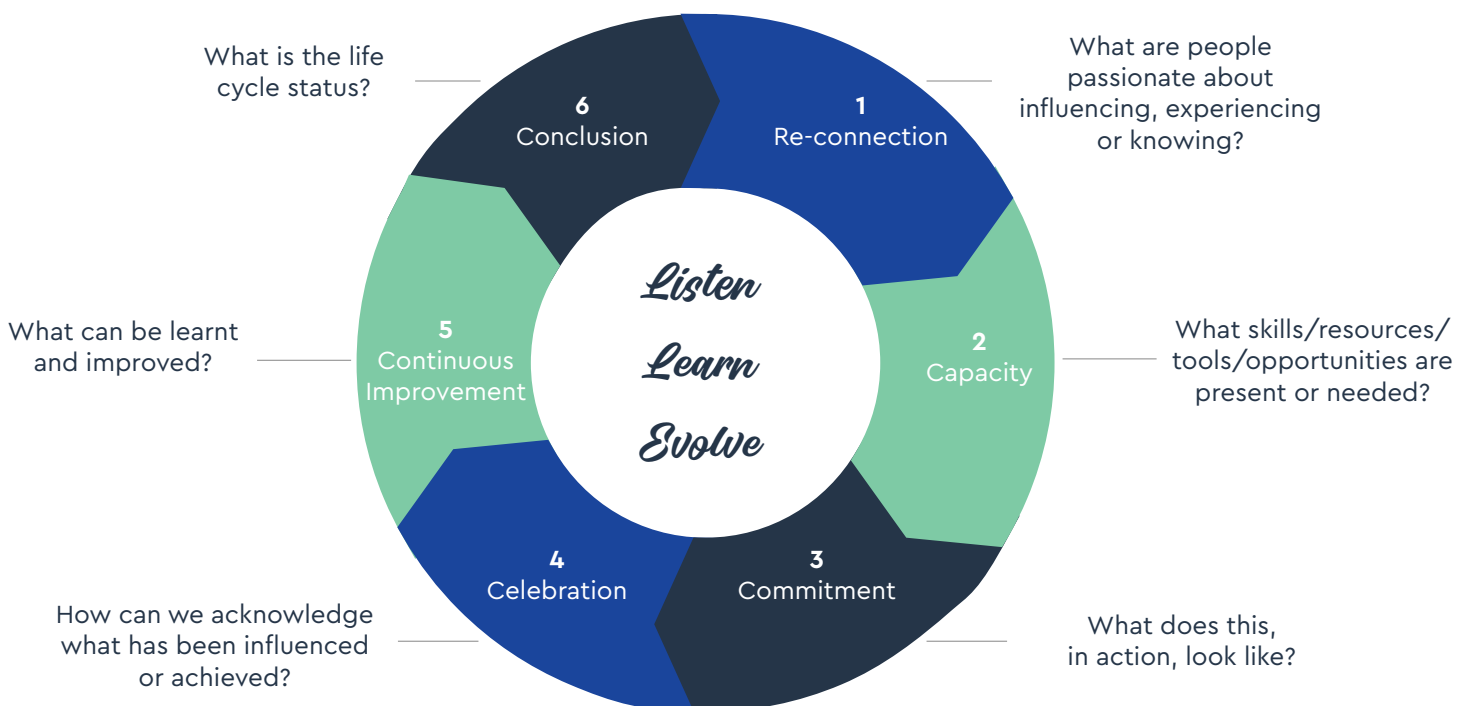 1
Re-connection
What are people
passionate about
influencing, experiencing
or knowing?
2
Capacity
What skills/resources/
tools/opportunities are
present or needed?
3
Commitment
What does this,
in action, look like?
4
Celebration
How can we acknowledge
what has been influenced
or achieved?
5
Continuous
Improvement
What can be learnt
and improved?
6
Conclusion
What is the life
cycle status?
Listen
Learn
Evolve